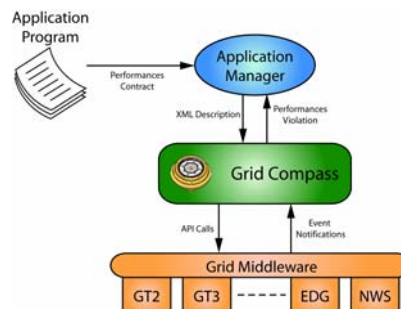 Application
Program
Performances
Contract
Application
Manager
XML Description
Performances
Violation
Grid Compass
API Calls
Event
Notifications
Grid Middleware
GT2
GT3
EDG
NWS